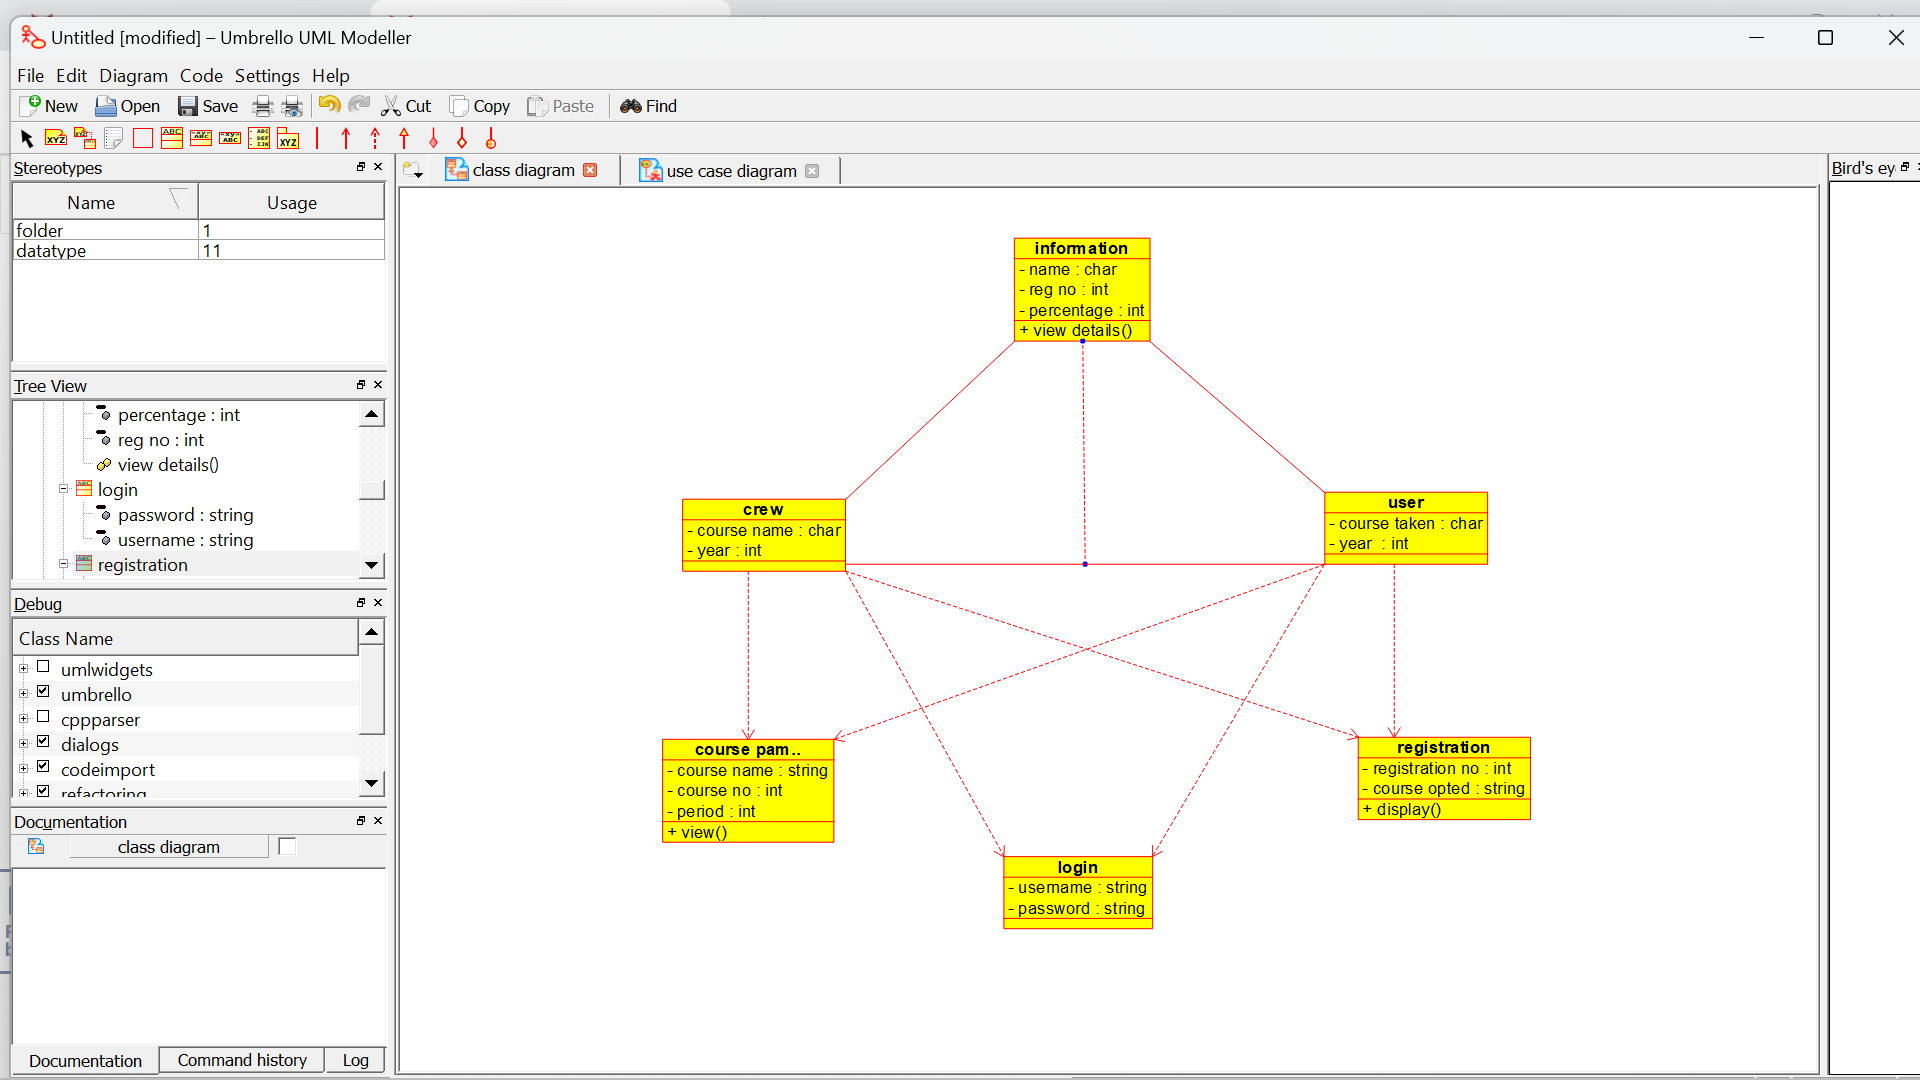 Untitled [modified] – Umbrello UML Modeller
File Edit Diagram Code Settings Help
New Open Save Cut Copy Paste Find
Stereotypes
Name Usage
folder 1
datatype 11
Tree View
percentage : int
reg no : int
view details()
login
password : string
username : string
registration
Debug
Class Name
umlwidgets
umbrello
cppparser
dialogs
codeimport
refactoring
Documentation
class diagram
Documentation Command history Log
class diagram use case diagram
information
- name : char
- reg no : int
- percentage : int
+ view details()
crew
- course name : char
- year : int
user
- course taken : char
- year : int
course pam..
- course name : string
- course no : int
- period : int
+ view()
registration
- registration no : int
- course opted : string
+ display()
login
- username : string
- password : string
Bird's ey